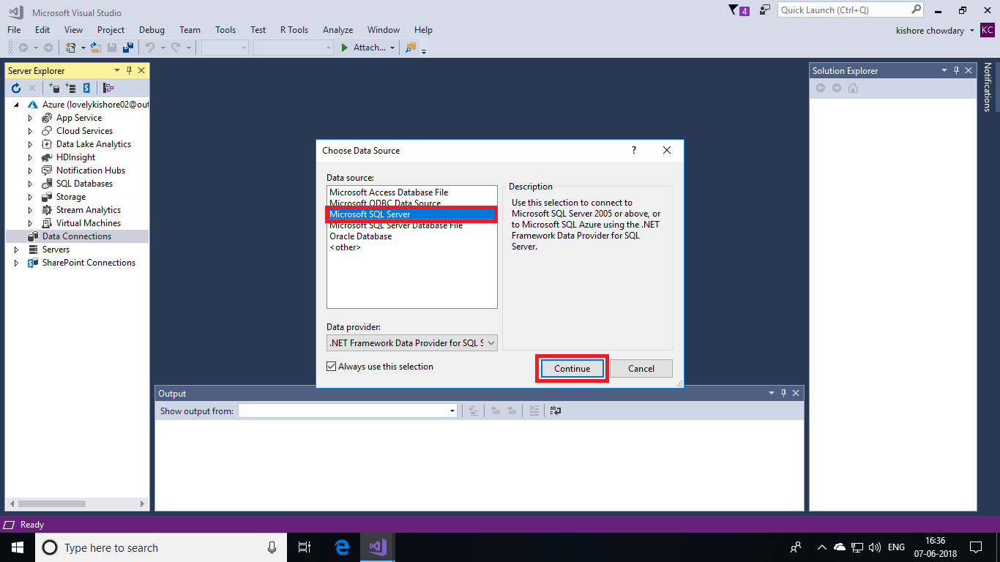 Microsoft Visual Studio
4
Quick Launch (Ctrl+Q)
File Edit View Project Debug Team Tools Test R Tools Analyze Window Help
kishore chowdary KC
Attach...
Server Explorer
Azure (lovelykishore02@out
App Service
Cloud Services
Data Lake Analytics
HDInsight
Notification Hubs
SQL Databases
Storage
Stream Analytics
Virtual Machines
Data Connections
Servers
SharePoint Connections
Choose Data Source
?
Data source:
Microsoft Access Database File
Microsoft ODBC Data Source
Microsoft SQL Server
Microsoft SQL Server Database File
Oracle Database
<other>
Description
Use this selection to connect to
Microsoft SQL Server 2005 or above, or
to Microsoft SQL Azure using the .NET
Framework Data Provider for SQL
Server.
Data provider:
.NET Framework Data Provider for SQL S
Always use this selection
Continue
Cancel
Output
Show output from:
Solution Explorer
Notifications
Ready
Type here to search
ENG
16:36
07-06-2018